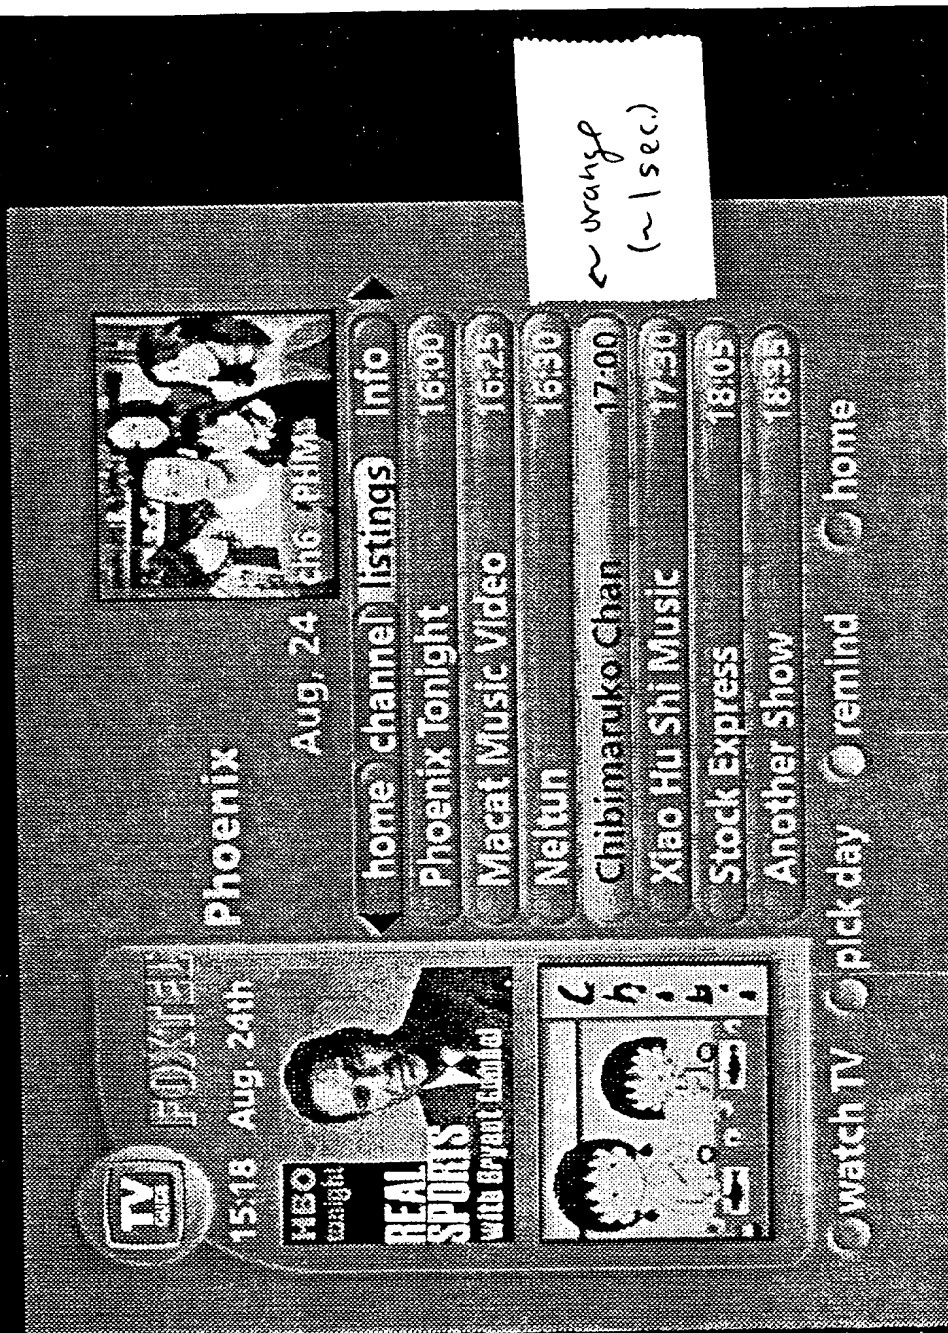 TV
GUIDE
FOXTEL
15:18 Aug. 24th
HBO
tonight
REAL
SPORTS
with Bryant Gumbel
Chibi
Phoenix
Aug. 24
ch6 : PHIM
home channel listings Info
Phoenix Tonight 16:00
Macat Music Video 16:25
Neltun 16:30
Chibimaruko Chan 17:00
Xiao Hu Shi Music 17:30
Stock Express 18:05
Another Show 18:35
watch TV pick day remind home
~ orange
(~ 1 sec.)